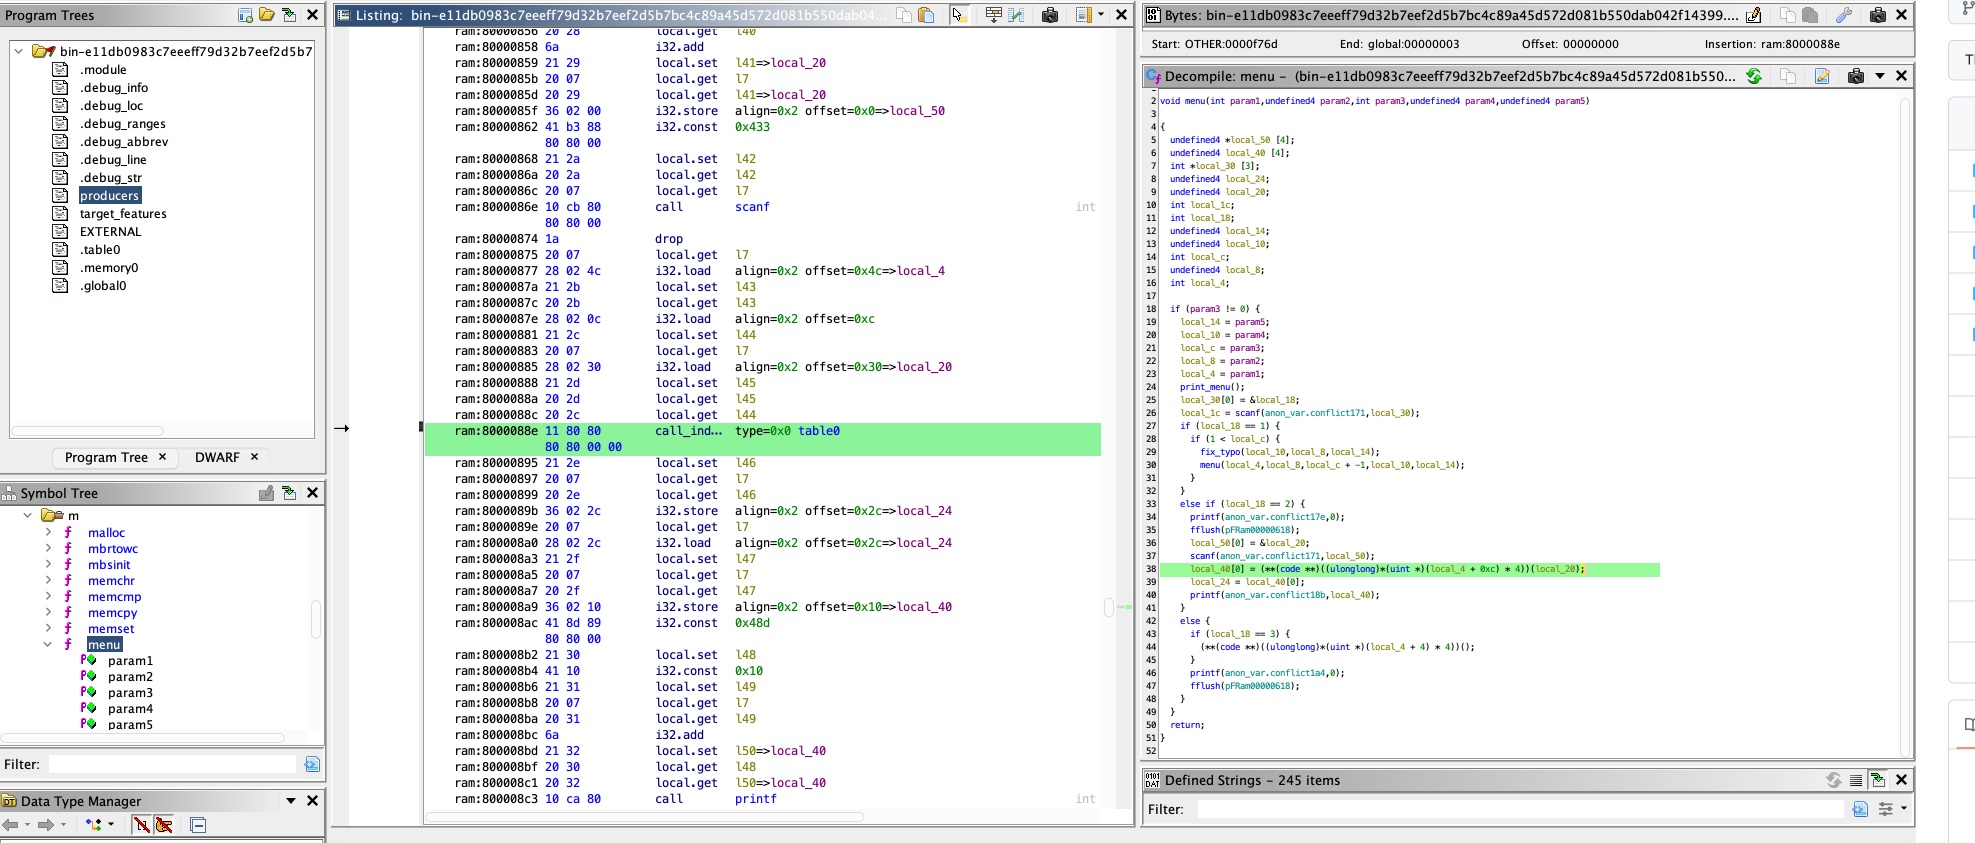 Program Trees
bin-e11db0983c7eeeff79d32b7eef2d5b7
.module
.debug_info
.debug_loc
.debug_ranges
.debug_abbrev
.debug_line
.debug_str
producers
target_features
EXTERNAL
.table0
.memory0
.global0
Program Tree × DWARF ×
Symbol Tree
m
f malloc
f mbrtowc
f mbsinit
f memchr
f memcmp
f memcpy
f memset
f menu
param1
param2
param3
param4
param5
Filter:
Data Type Manager
Listing: bin-e11db0983c7eeeff79d32b7eef2d5b7bc4c89a45d572d081b550dab04...
ram:80000856 20 28 local.get l40
ram:80000858 6a i32.add
ram:80000859 21 29 local.set l41=>local_20
ram:8000085b 20 07 local.get l7
ram:8000085d 20 29 local.get l41=>local_20
ram:8000085f 36 02 00 i32.store align=0x2 offset=0x0=>local_50
ram:80000862 41 b3 88 i32.const 0x433
80 80 00
ram:80000868 21 2a local.set l42
ram:8000086a 20 2a local.get l42
ram:8000086c 20 07 local.get l7
ram:8000086e 10 cb 80 call scanf int
80 80 00
ram:80000874 1a drop
ram:80000875 20 07 local.get l7
ram:80000877 28 02 4c i32.load align=0x2 offset=0x4c=>local_4
ram:8000087a 21 2b local.set l43
ram:8000087c 20 2b local.get l43
ram:8000087e 28 02 0c i32.load align=0x2 offset=0xc
ram:80000881 21 2c local.set l44
ram:80000883 20 07 local.get l7
ram:80000885 28 02 30 i32.load align=0x2 offset=0x30=>local_20
ram:80000888 21 2d local.set l45
ram:8000088a 20 2d local.get l45
ram:8000088c 20 2c local.get l44
ram:8000088e 11 80 80 call_ind... type=0x0 table0
80 80 00 00
ram:80000895 21 2e local.set l46
ram:80000897 20 07 local.get l7
ram:80000899 20 2e local.get l46
ram:8000089b 36 02 2c i32.store align=0x2 offset=0x2c=>local_24
ram:8000089e 20 07 local.get l7
ram:800008a0 28 02 2c i32.load align=0x2 offset=0x2c=>local_24
ram:800008a3 21 2f local.set l47
ram:800008a5 20 07 local.get l7
ram:800008a7 20 2f local.get l47
ram:800008a9 36 02 10 i32.store align=0x2 offset=0x10=>local_40
ram:800008ac 41 8d 89 i32.const 0x48d
80 80 00
ram:800008b2 21 30 local.set l48
ram:800008b4 41 10 i32.const 0x10
ram:800008b6 21 31 local.set l49
ram:800008b8 20 07 local.get l7
ram:800008ba 20 31 local.get l49
ram:800008bc 6a i32.add
ram:800008bd 21 32 local.set l50=>local_40
ram:800008bf 20 30 local.get l48
ram:800008c1 20 32 local.get l50=>local_40
ram:800008c3 10 ca 80 call printf int
Bytes: bin-e11db0983c7eeeff79d32b7eef2d5b7bc4c89a45d572d081b550dab042f14399....
Start: OTHER:0000f76d End: global:00000003 Offset: 00000000 Insertion: ram:8000088e
Decompile: menu - (bin-e11db0983c7eeeff79d32b7eef2d5b7bc4c89a45d572d081b550...
2 void menu(int param1,undefined4 param2,int param3,undefined4 param4,undefined4 param5)
3
4 {
5 undefined4 *local_50 [4];
6 undefined4 local_40 [4];
7 int *local_30 [3];
8 undefined4 local_24;
9 undefined4 local_20;
10 int local_1c;
11 int local_18;
12 undefined4 local_14;
13 undefined4 local_10;
14 int local_c;
15 undefined4 local_8;
16 int local_4;
17
18 if (param3 != 0) {
19 local_14 = param5;
20 local_10 = param4;
21 local_c = param3;
22 local_8 = param2;
23 local_4 = param1;
24 print_menu();
25 local_30[0] = &local_18;
26 local_1c = scanf(anon_var.conflict171,local_30);
27 if (local_18 == 1) {
28 if (1 < local_c) {
29 fix_typo(local_10,local_8,local_14);
30 menu(local_4,local_8,local_c + -1,local_10,local_14);
31 }
32 }
33 else if (local_18 == 2) {
34 printf(anon_var.conflict17e,0);
35 fflush(pFRam00000618);
36 local_50[0] = &local_20;
37 scanf(anon_var.conflict171,local_50);
38 local_40[0] = (**(code **)((ulonglong)*(uint *)(local_4 + 0xc) * 4))(local_20);
39 local_24 = local_40[0];
40 printf(anon_var.conflict18b,local_40);
41 }
42 else {
43 if (local_18 == 3) {
44 (**(code **)((ulonglong)*(uint *)(local_4 + 4) * 4))();
45 }
46 printf(anon_var.conflict1a4,0);
47 fflush(pFRam00000618);
48 }
49 }
50 return;
51 }
52
Defined Strings - 245 items
Filter: